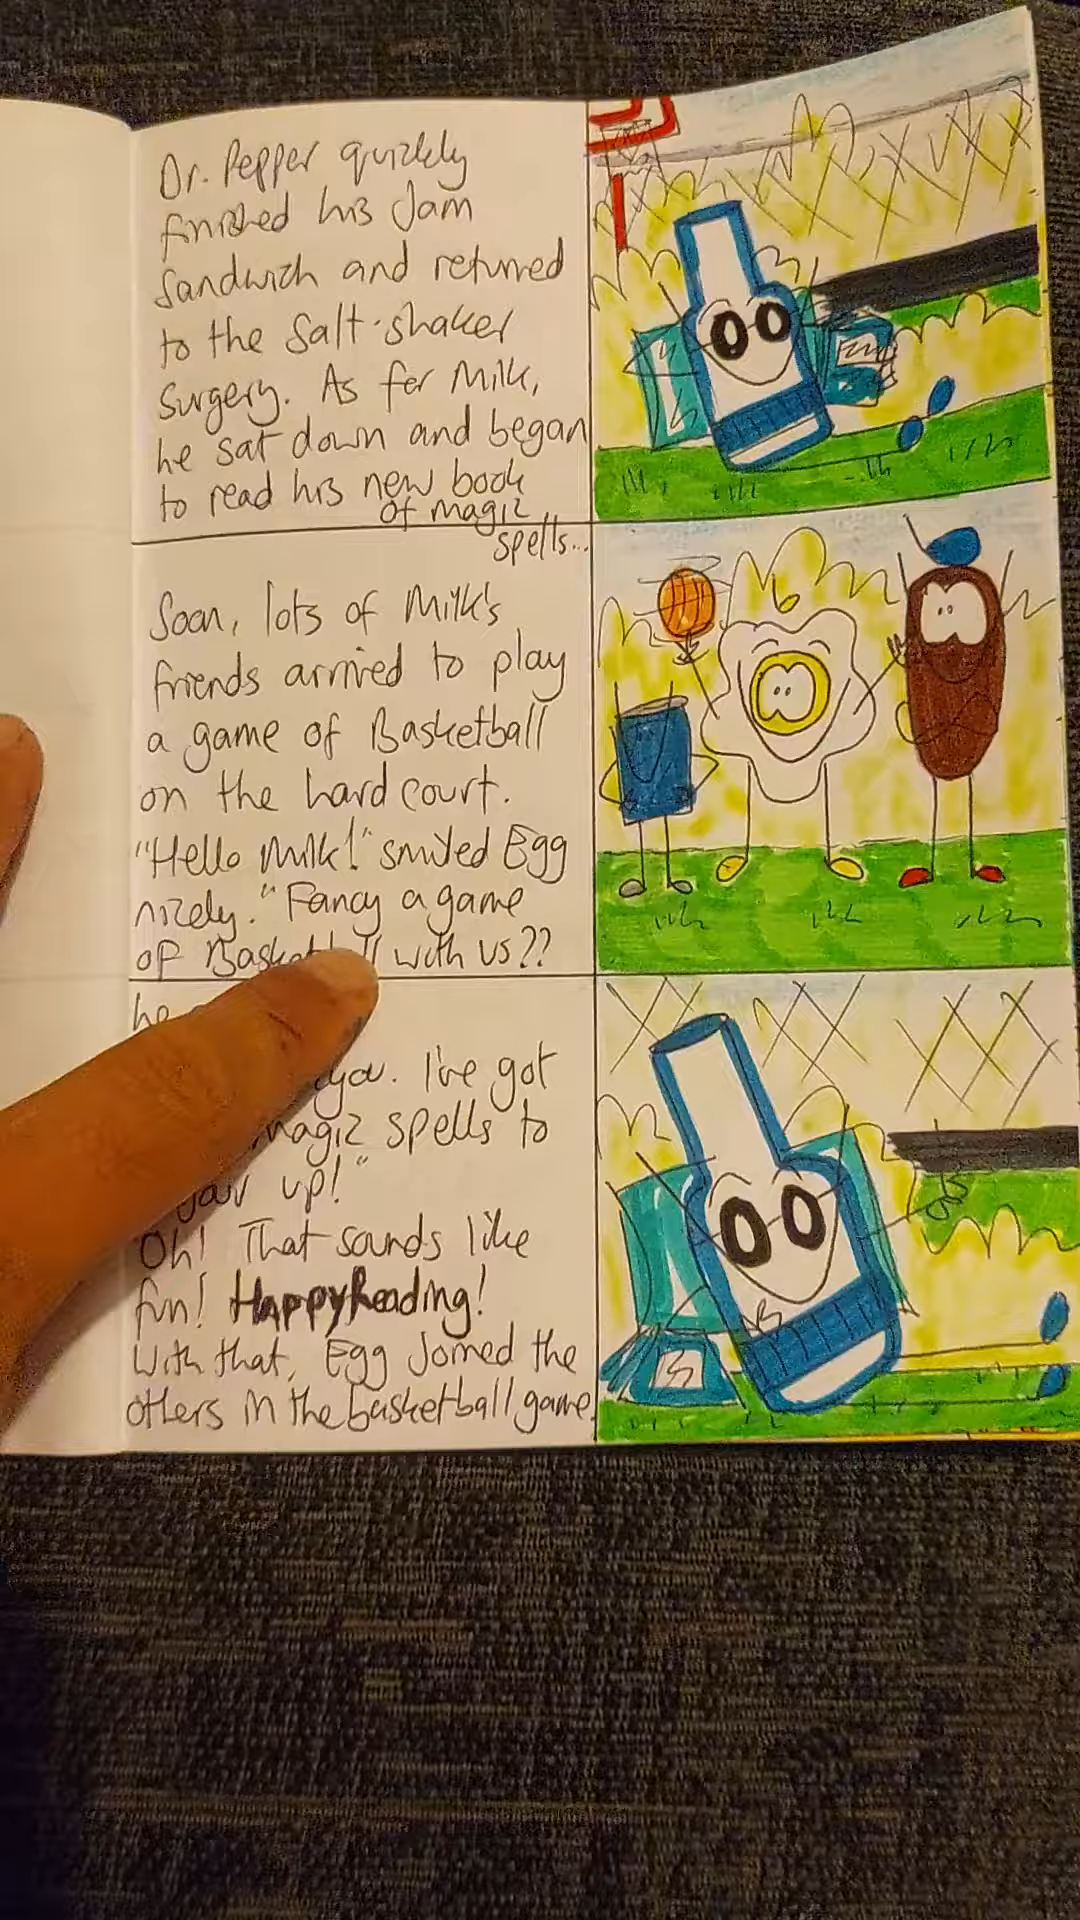 Dr. Pepper quickly
finished his Jam
Sandwich and returned
to the Salt-shaker
Surgery. As for Milk,
he sat down and began
to read his new book
of magic
spells...
Soon, lots of Milk's
friends arrived to play
a game of Basketball
on the hard court.
"Hello Milk!" smiled Egg
nicely. "Fancy a game
of Basketball with us??
he
you. I've got
magic spells to
up!"
Oh! That sounds like
fun! HappyReading!
With that, Egg Joined the
others in the basketball game.